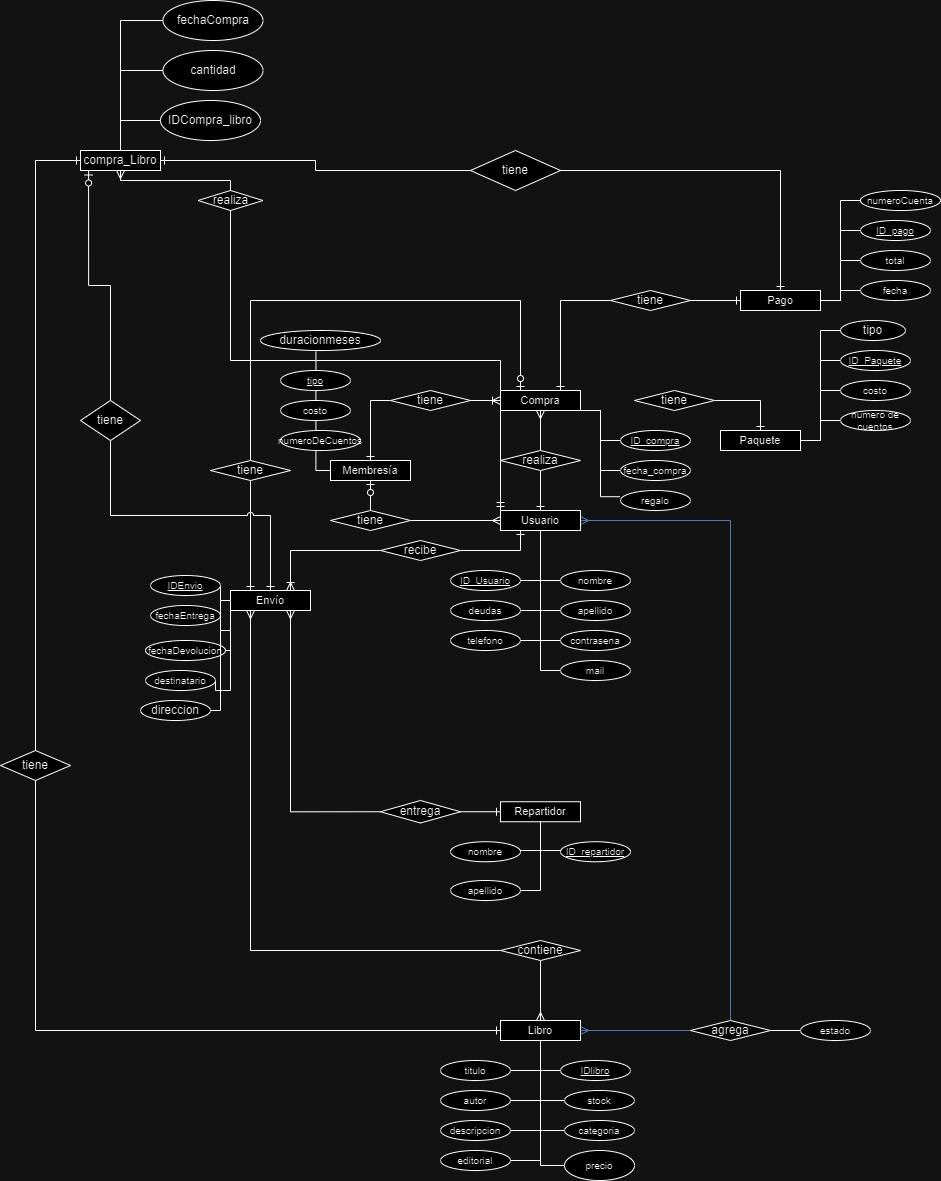 fechaCompra
cantidad
IDCompra_libro
compra_Libro
tiene
realiza
numeroCuenta
ID_pago
total
fecha
tiene
Pago
duracionmeses
tipo
costo
numeroDeCuentos
tiene
Compra
tiene
tipo
ID_Paquete
costo
numero de
cuentos
Paquete
tiene
tiene
Membresía
realiza
ID_compra
fecha_compra
regalo
tiene
Usuario
recibe
IDEnvio
fechaEntrega
fechaDevolucion
destinatario
direccion
Envío
ID_Usuario
nombre
deudas
apellido
telefono
contrasena
mail
tiene
entrega
Repartidor
nombre
ID_repartidor
apellido
contiene
Libro
agrega
estado
titulo
IDlibro
autor
stock
descripcion
categoria
editorial
precio